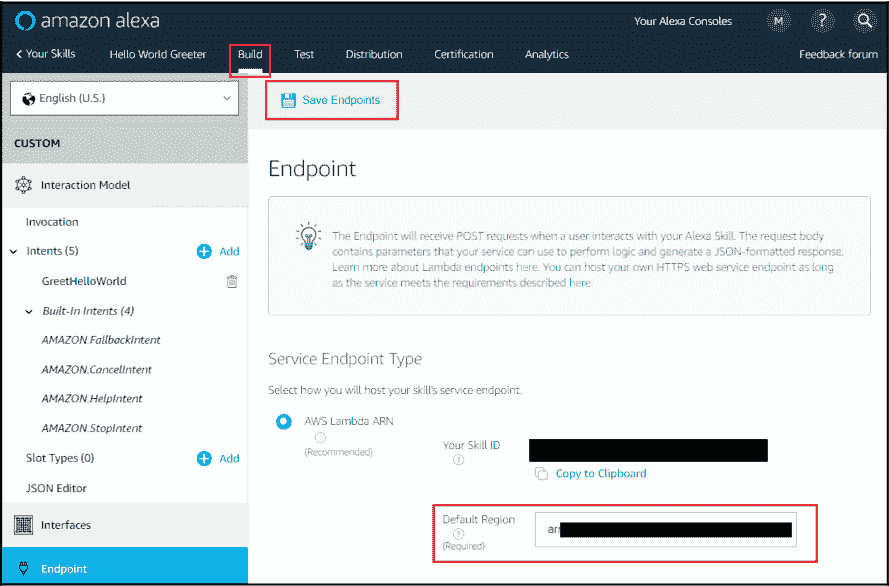 amazon alexa
Your Alexa Consoles
M
?
< Your Skills
Hello World Greeter
Build
Test
Distribution
Certification
Analytics
Feedback forum
English (U.S.)
Save Endpoints
CUSTOM
Interaction Model
Invocation
Intents (5)
Add
GreetHelloWorld
Built-In Intents (4)
AMAZON.FallbackIntent
AMAZON.CancelIntent
AMAZON.HelpIntent
AMAZON.StopIntent
Slot Types (0)
Add
JSON Editor
Interfaces
Endpoint
Endpoint
The Endpoint will receive POST requests when a user interacts with your Alexa Skill. The request body
contains parameters that your service can use to perform logic and generate a JSON-formatted response.
Learn more about Lambda endpoints here. You can host your own HTTPS web service endpoint as long
as the service meets the requirements described here
Service Endpoint Type
Select how you will host your skill's service endpoint.
AWS Lambda ARN
?
(Recommended)
Your Skill ID
?
Copy to Clipboard
Default Region
?
(Required)